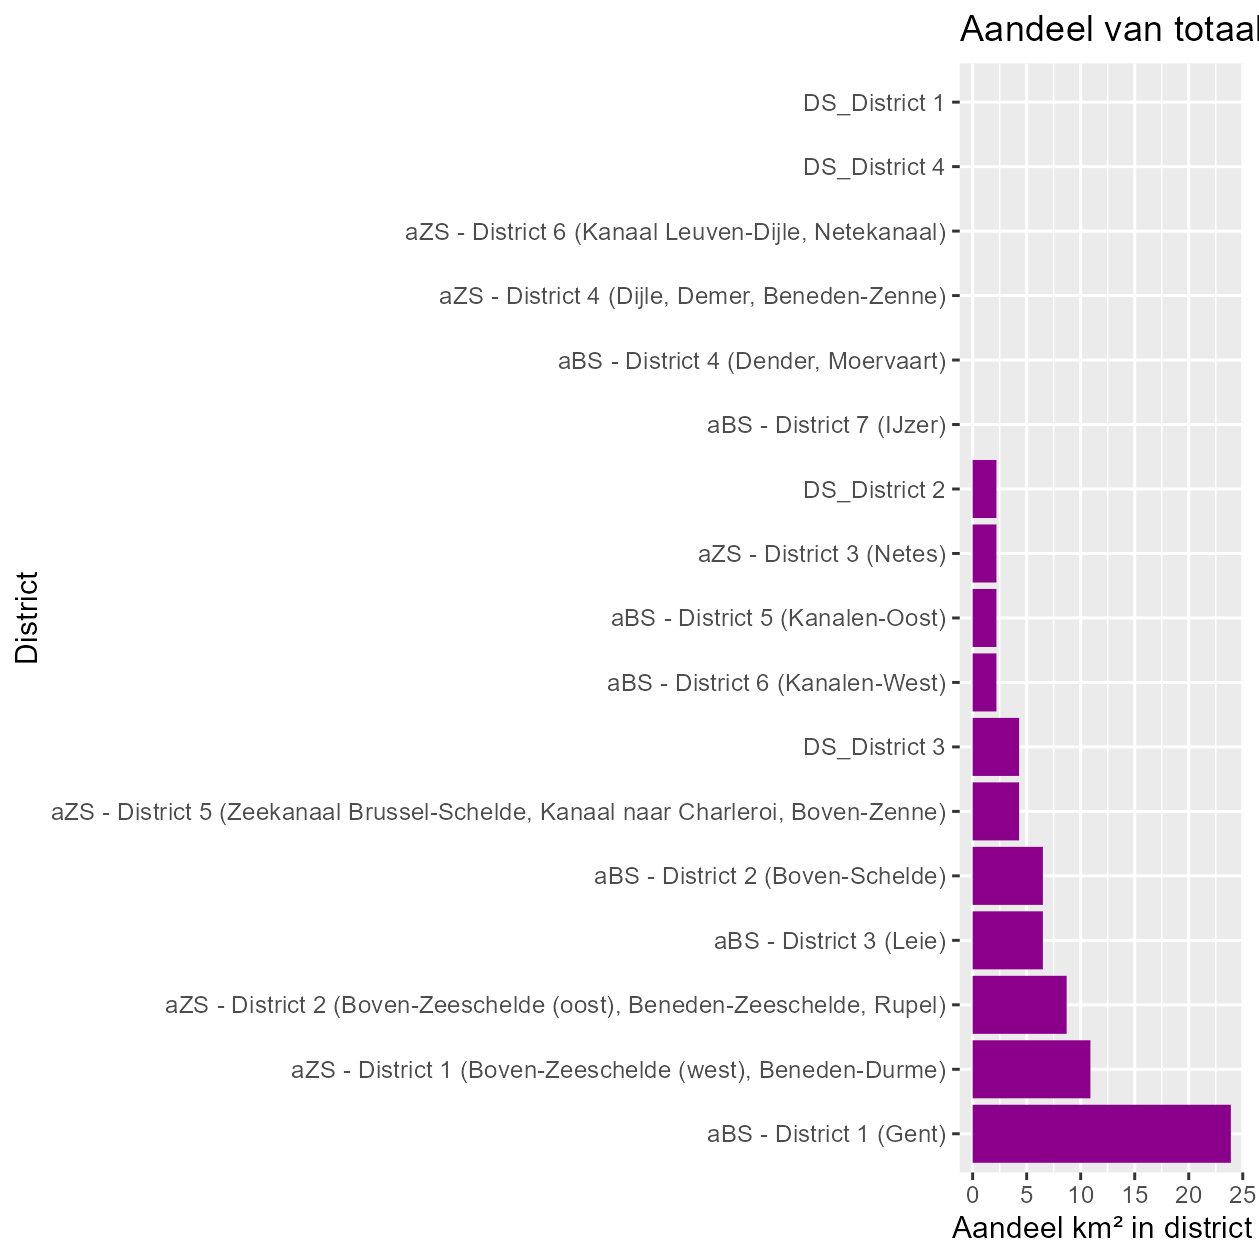 Aandeel van totaal
DS_District 1
DS_District 4
aZS - District 6 (Kanaal Leuven-Dijle, Netekanaal)
aZS - District 4 (Dijle, Demer, Beneden-Zenne)
aBS - District 4 (Dender, Moervaart)
aBS - District 7 (IJzer)
DS_District 2
aZS - District 3 (Netes)
aBS - District 5 (Kanalen-Oost)
aBS - District 6 (Kanalen-West)
DS_District 3
aZS - District 5 (Zeekanaal Brussel-Schelde, Kanaal naar Charleroi, Boven-Zenne)
aBS - District 2 (Boven-Schelde)
aBS - District 3 (Leie)
aZS - District 2 (Boven-Zeeschelde (oost), Beneden-Zeeschelde, Rupel)
aZS - District 1 (Boven-Zeeschelde (west), Beneden-Durme)
aBS - District 1 (Gent)
District
0 5 10 15 20 25
Aandeel km² in district